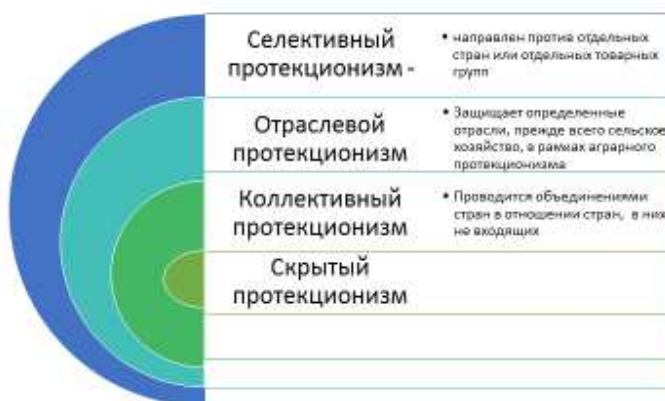 Селективный
протекционизм -
• направлен против отдельных
стран или отдельных товарных
групп
Отраслевой
протекционизм
• Защищает определенные
отрасли, прежде всего сельское
хозяйство, в рамках аграрного
протекционизма
Коллективный
протекционизм
• Проводится объединениями
стран в отношении стран, в них
не входящих
Скрытый
протекционизм